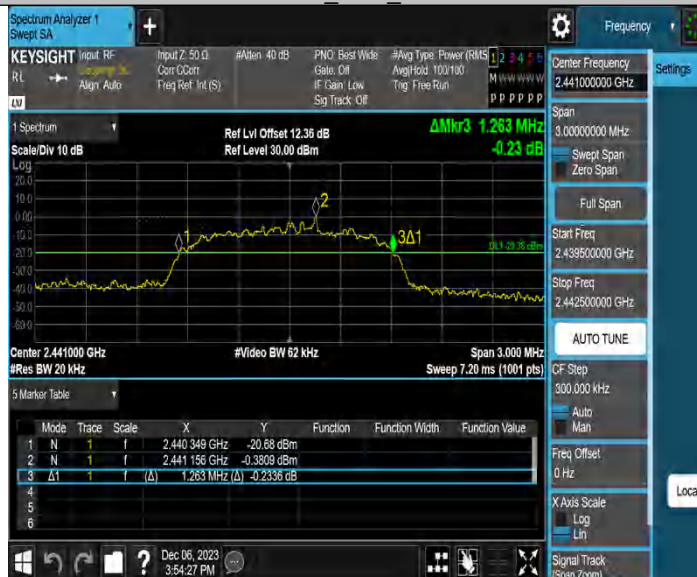 Spectrum Analyzer 1
Swept SA
+
Frequency
KEYSIGHT Input: RF
RL
Align: Auto
LXI
Input Z: 50 Ω
Corr CCorr
Freq Ref: Int (S)
#Atten: 40 dB
PNO: Best Wide
Gate: Off
IF Gain: Low
Sig Track: Off
#Avg Type: Power (RMS
Avg|Hold: 100/100
Trig: Free Run
1 2 3 4 5 6
M W W W W W
P P P P P P
1 Spectrum
Scale/Div 10 dB
Log
Ref Lvl Offset 12.36 dB
Ref Level 30.00 dBm
ΔMkr3 1.263 MHz
-0.23 dB
20.0
10.0
0.00
-10.0
-20.0
-30.0
-40.0
-50.0
-60.0
1
2
3Δ1
Center 2.441000 GHz
#Video BW 62 kHz
Span 3.000 MHz
#Res BW 20 kHz
Sweep 7.20 ms (1001 pts)
5 Marker Table
Mode Trace Scale X Y Function Function Width Function Value
1 N 1 f 2.440 349 GHz -20.68 dBm
2 N 1 f 2.441 156 GHz -0.3809 dBm
3 Δ1 1 f (Δ) 1.263 MHz (Δ) -0.2336 dB
4
5
6
?
Dec 06, 2023
3:54:27 PM
Center Frequency
2.441000000 GHz
Settings
Span
3.00000000 MHz
Swept Span
Zero Span
Full Span
Start Freq
2.439500000 GHz
Stop Freq
2.442500000 GHz
AUTO TUNE
CF Step
300.000 kHz
Auto
Man
Freq Offset
0 Hz
X Axis Scale
Log
Lin
Loca
Signal Track
(Span Zoom)